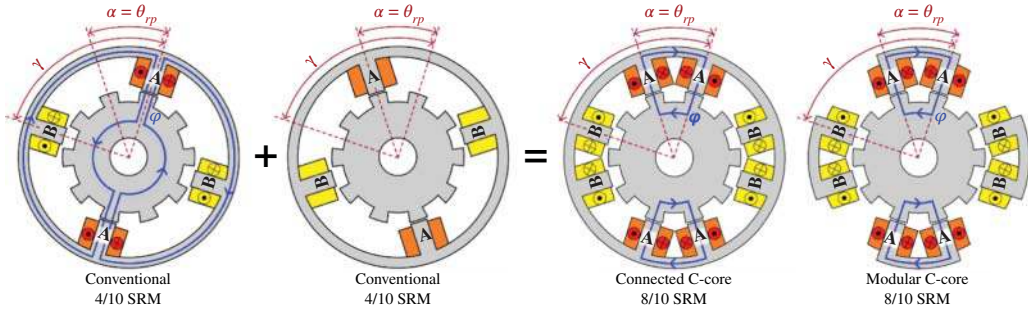 α = θrp
α = θrp
α = θrp
α = θrp
γ
γ
γ
γ
A
A
A A
A A
φ
φ
φ
B
B
B
B
B
B
B
B
+
=
A
A
A A
A A
Conventional
4/10 SRM
Conventional
4/10 SRM
Connected C-core
8/10 SRM
Modular C-core
8/10 SRM